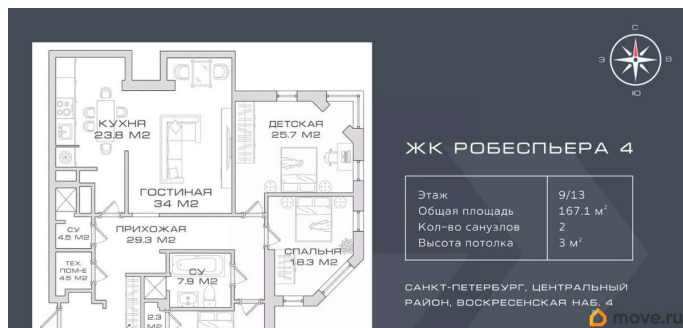 С
З
В
Ю
КУХНЯ
23.8 М2
ДЕТСКАЯ
25.7 М2
ГОСТИНАЯ
34 М2
СУ
4.5 М2
ПРИХОЖАЯ
29.3 М2
СПАЛЬНЯ
18.3 М2
ТЕХ.
ПОМ-Е
4.5 М2
СУ
7.9 М2
2.3
М2
ЖК РОБЕСПЬЕРА 4
Этаж 9/13
Общая площадь 167.1 м²
Кол-во санузлов 2
Высота потолка 3 м²
САНКТ-ПЕТЕРБУРГ, ЦЕНТРАЛЬНЫЙ
РАЙОН, ВОСКРЕСЕНСКАЯ НАБ. 4
move.ru